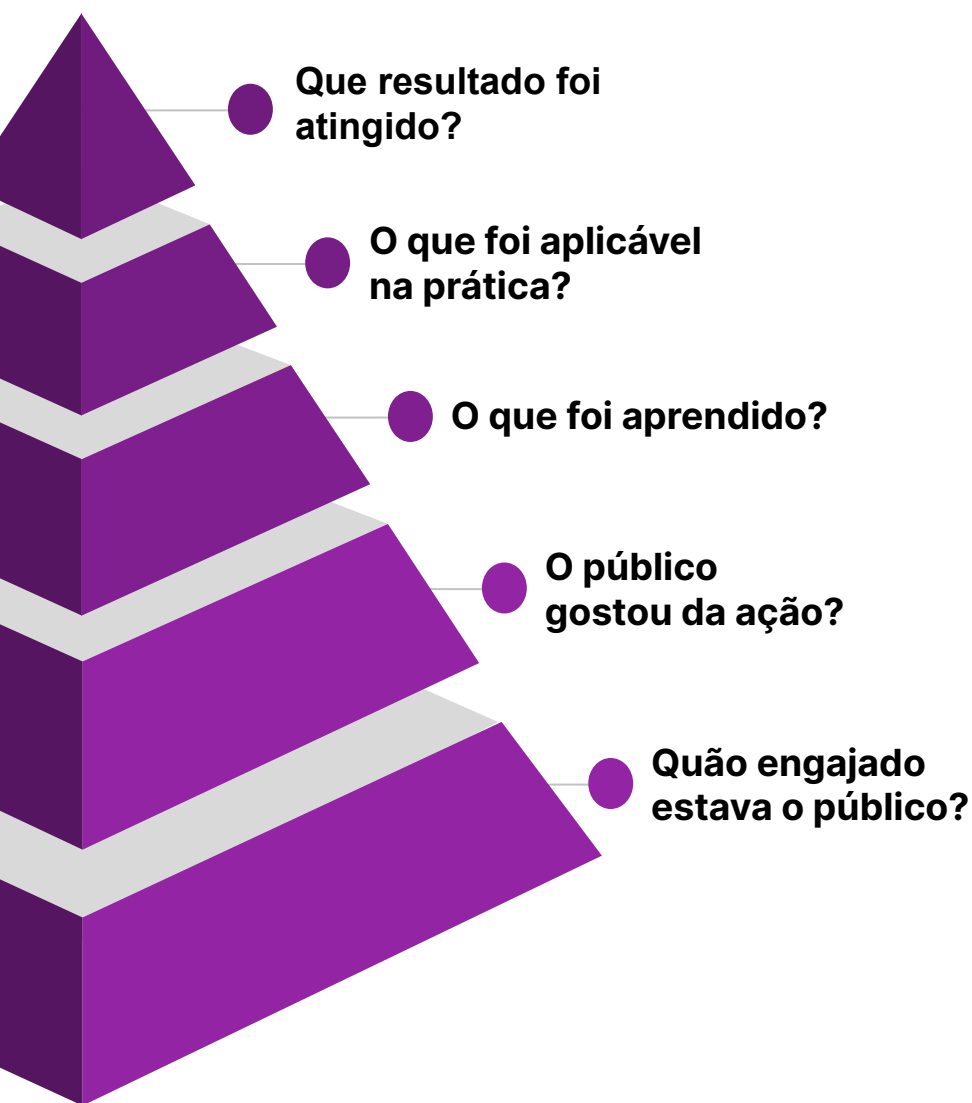 Que resultado foi
atingido?
O que foi aplicável
na prática?
O que foi aprendido?
O público
gostou da ação?
Quão engajado
estava o público?